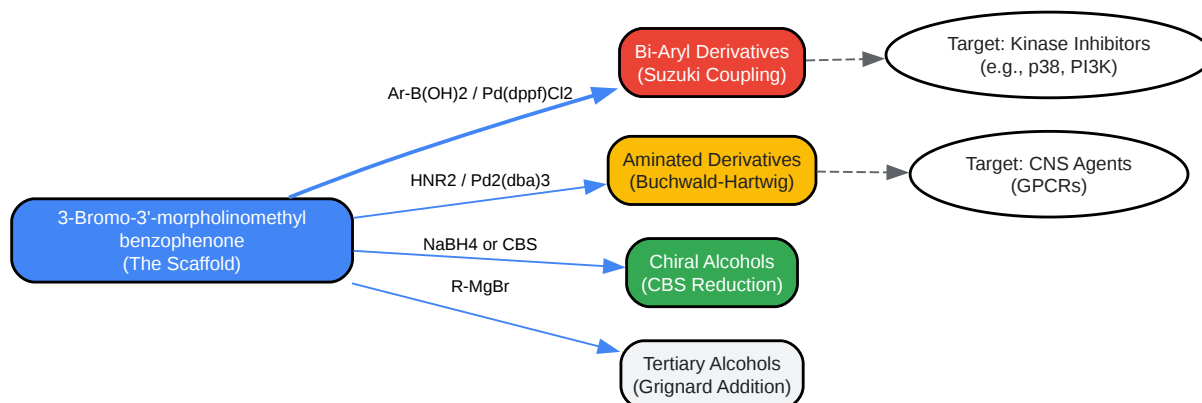 Bi-Aryl Derivatives
(Suzuki Coupling)
Target: Kinase Inhibitors
(e.g., p38, PI3K)
Ar-B(OH)2 / Pd(dppf)Cl2
Aminated Derivatives
(Buchwald-Hartwig)
Target: CNS Agents
(GPCRs)
HNR2 / Pd2(dba)3
3-Bromo-3'-morpholinomethyl
benzophenone
(The Scaffold)
NaBH4 or CBS
Chiral Alcohols
(CBS Reduction)
R-MgBr
Tertiary Alcohols
(Grignard Addition)